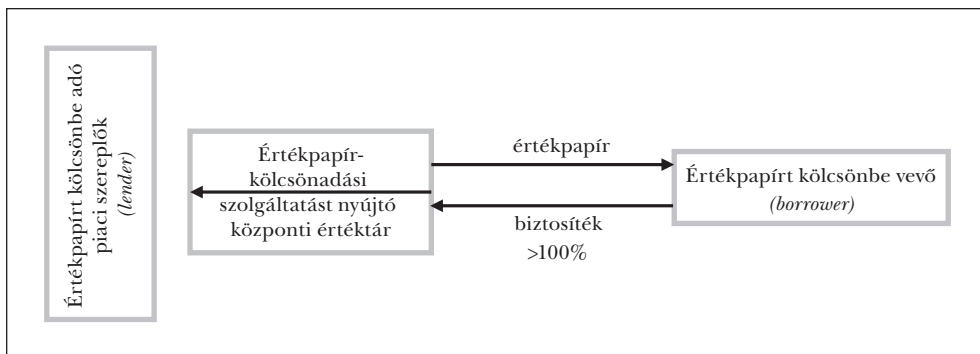 Értékpapírt kölcsönbe adó
piaci szereplők
(lender)
Értékpapír-
kölcsönadási
szolgáltatást nyújtó
központi értéktár
értékpapír
biztosíték
>100%
Értékpapírt kölcsönbe vevő
(borrower)